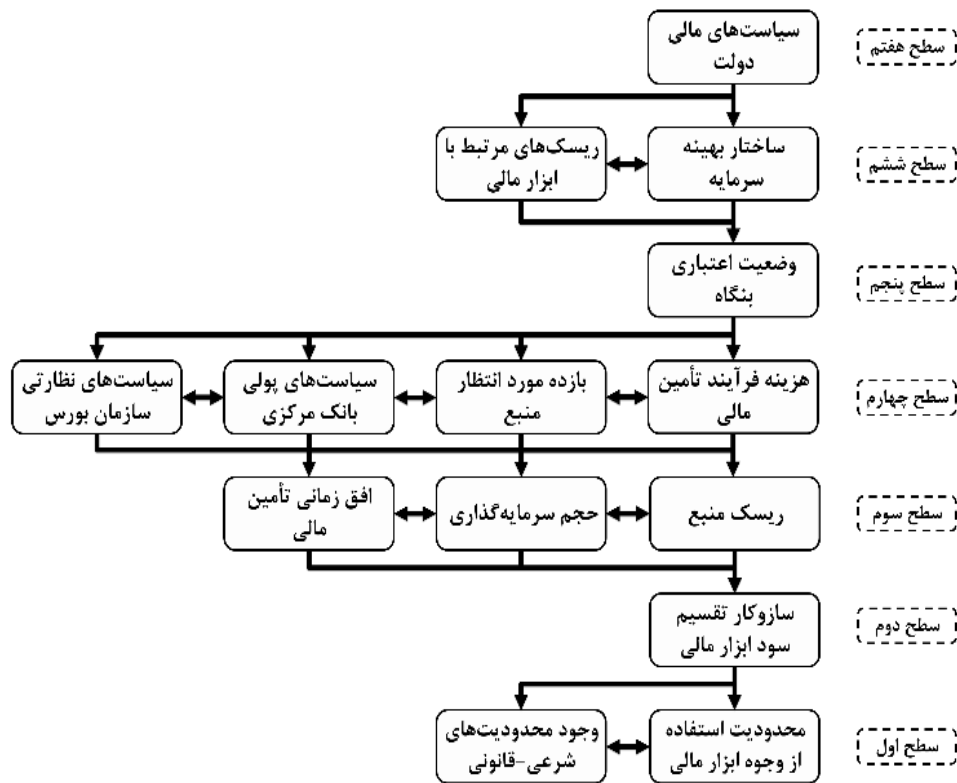 سیاست‌های مالی
دولت
سطح هفتم
ساختار بهینه
سرمایه
ریسک‌های مرتبط با
ابزار مالی
سطح ششم
وضعیت اعتباری
بنگاه
سطح پنجم
هزینه فرآیند تأمین
مالی
بازده مورد انتظار
منبع
سیاست‌های پولی
بانک مرکزی
سیاست‌های نظارتی
سازمان بورس
سطح چهارم
ریسک منبع
حجم سرمایه‌گذاری
افق زمانی تأمین
مالی
سطح سوم
سازوکار تقسیم
سود ابزار مالی
سطح دوم
محدودیت استفاده
از وجوه ابزار مالی
وجود محدودیت‌های
شرعی-قانونی
سطح اول